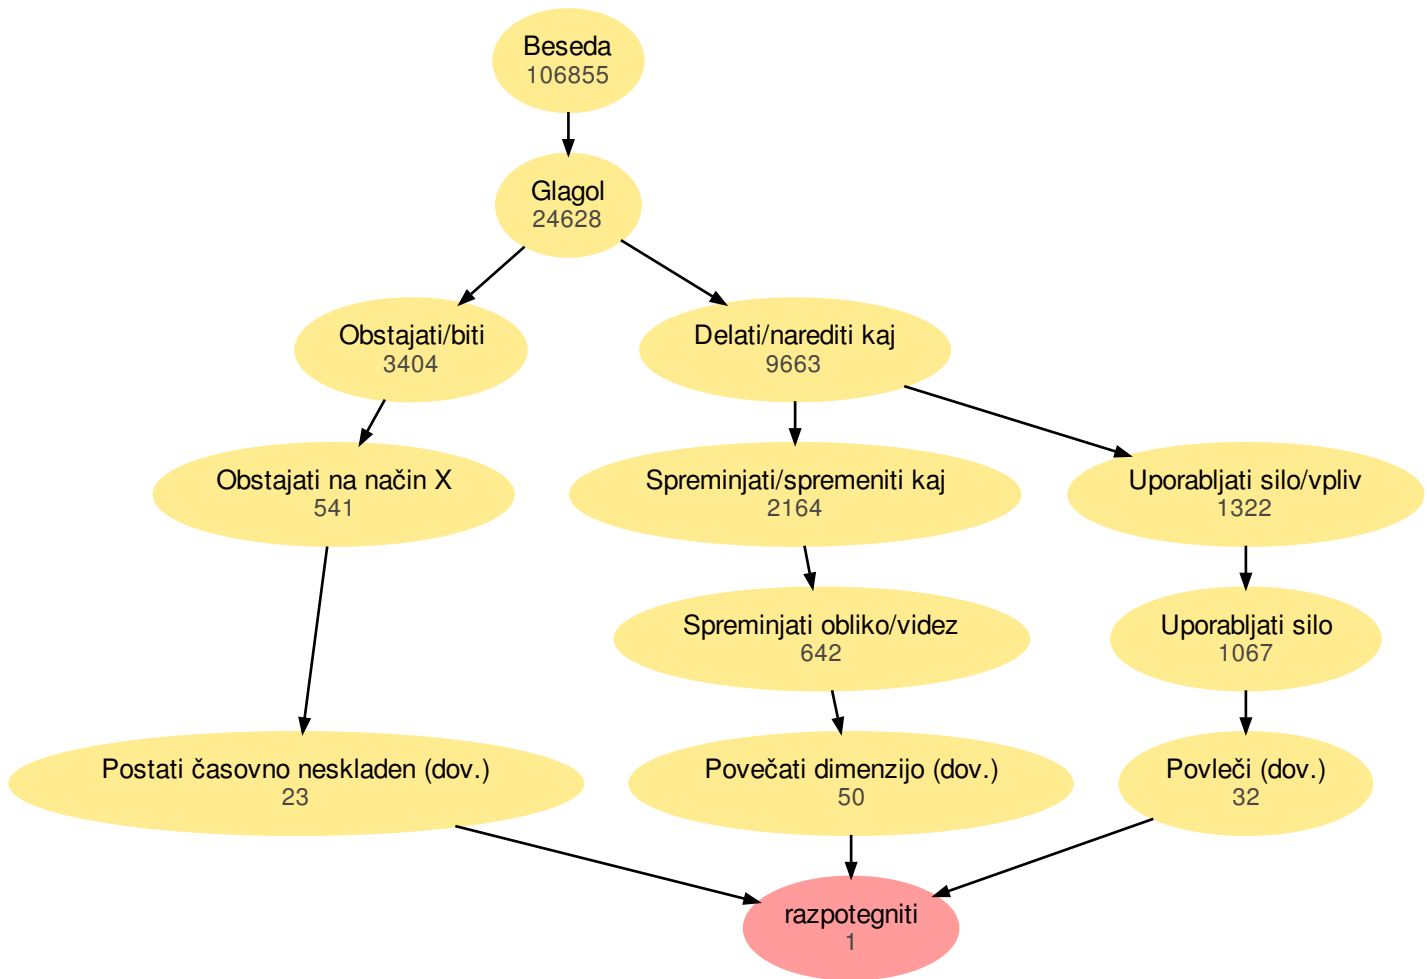 Beseda
106855
Glagol
24628
Obstajati/biti
3404
Delati/narediti kaj
9663
Obstajati na način X
541
Spreminjati/spremeniti kaj
2164
Uporabljati silo/vpliv
1322
Spreminjati obliko/videz
642
Uporabljati silo
1067
Postati časovno neskladen (dov.)
23
Povečati dimenzijo (dov.)
50
Povleči (dov.)
32
razpotegniti
1